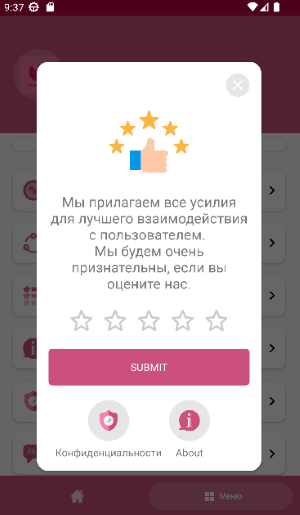 9:37
Мы прилагаем все усилия
для лучшего взаимодействия
с пользователем.
Мы будем очень
признательны, если вы
оцените нас.
SUBMIT
Конфиденциальности About
Меню